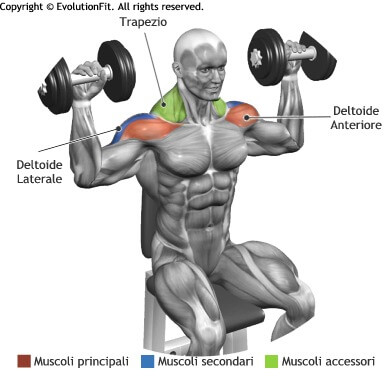 Copyright © EvolutionFit. All rights reserved.
Trapezio
Deltoide
Anteriore
Deltoide
Laterale
Muscoli principali
Muscoli secondari
Muscoli accessori